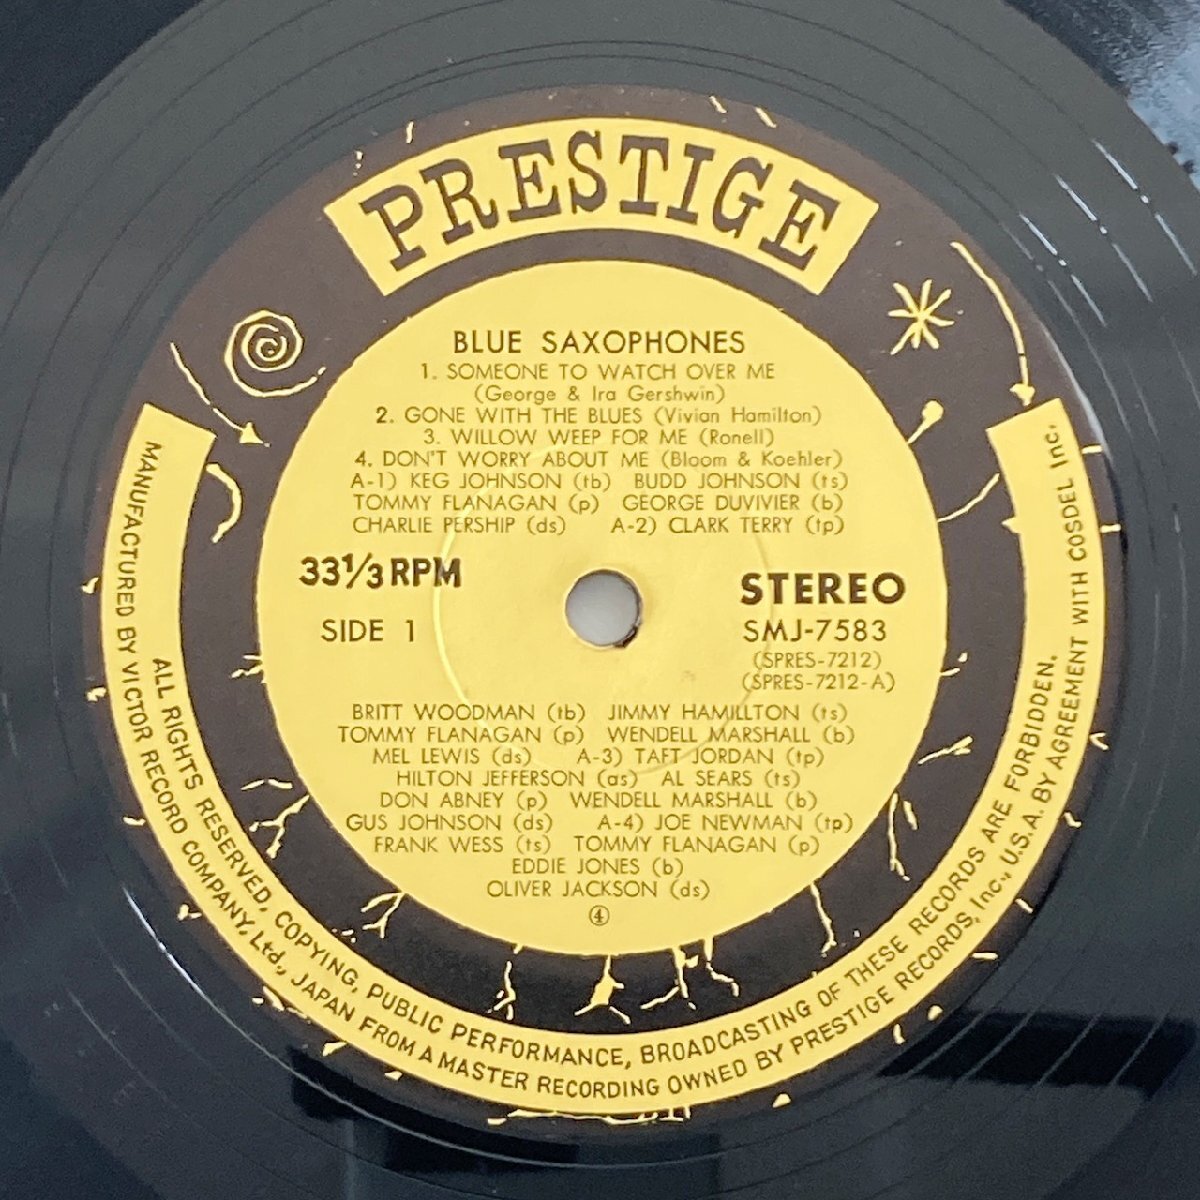 PRESTIGE
BLUE SAXOPHONES
1. SOMEONE TO WATCH OVER ME
(George & Ira Gershwin)
2. GONE WITH THE BLUES (Vivian Hamilton)
3. WILLOW WEEP FOR ME (Ronell)
4. DON'T WORRY ABOUT ME (Bloom & Koehler)
A-1) KEG JOHNSON (tb) BUDD JOHNSON (ts)
TOMMY FLANAGAN (p) GEORGE DUVIVIER (b)
CHARLIE PERSHIP (ds) A-2) CLARK TERRY (tp)
33⅓ RPM
SIDE 1
STEREO
SMJ-7583
(SPRES-7212)
(SPRES-7212-A)
BRITT WOODMAN (tb) JIMMY HAMILLTON (ts)
TOMMY FLANAGAN (p) WENDELL MARSHALL (b)
MEL LEWIS (ds) A-3) TAFT JORDAN (tp)
HILTON JEFFERSON (as) AL SEARS (ts)
DON ABNEY (p) WENDELL MARSHALL (b)
GUS JOHNSON (ds) A-4) JOE NEWMAN (tp)
FRANK WESS (ts) TOMMY FLANAGAN (p)
EDDIE JONES (b)
OLIVER JACKSON (ds)
④
ALL RIGHTS RESERVED, COPYING, PUBLIC PERFORMANCE, BROADCASTING OF THESE RECORDS ARE FORBIDDEN.
MANUFACTURED BY VICTOR RECORD COMPANY, Ltd., JAPAN FROM A MASTER RECORDING OWNED BY PRESTIGE RECORDS, Inc., U.S.A. BY AGREEMENT WITH COSDEL Inc.